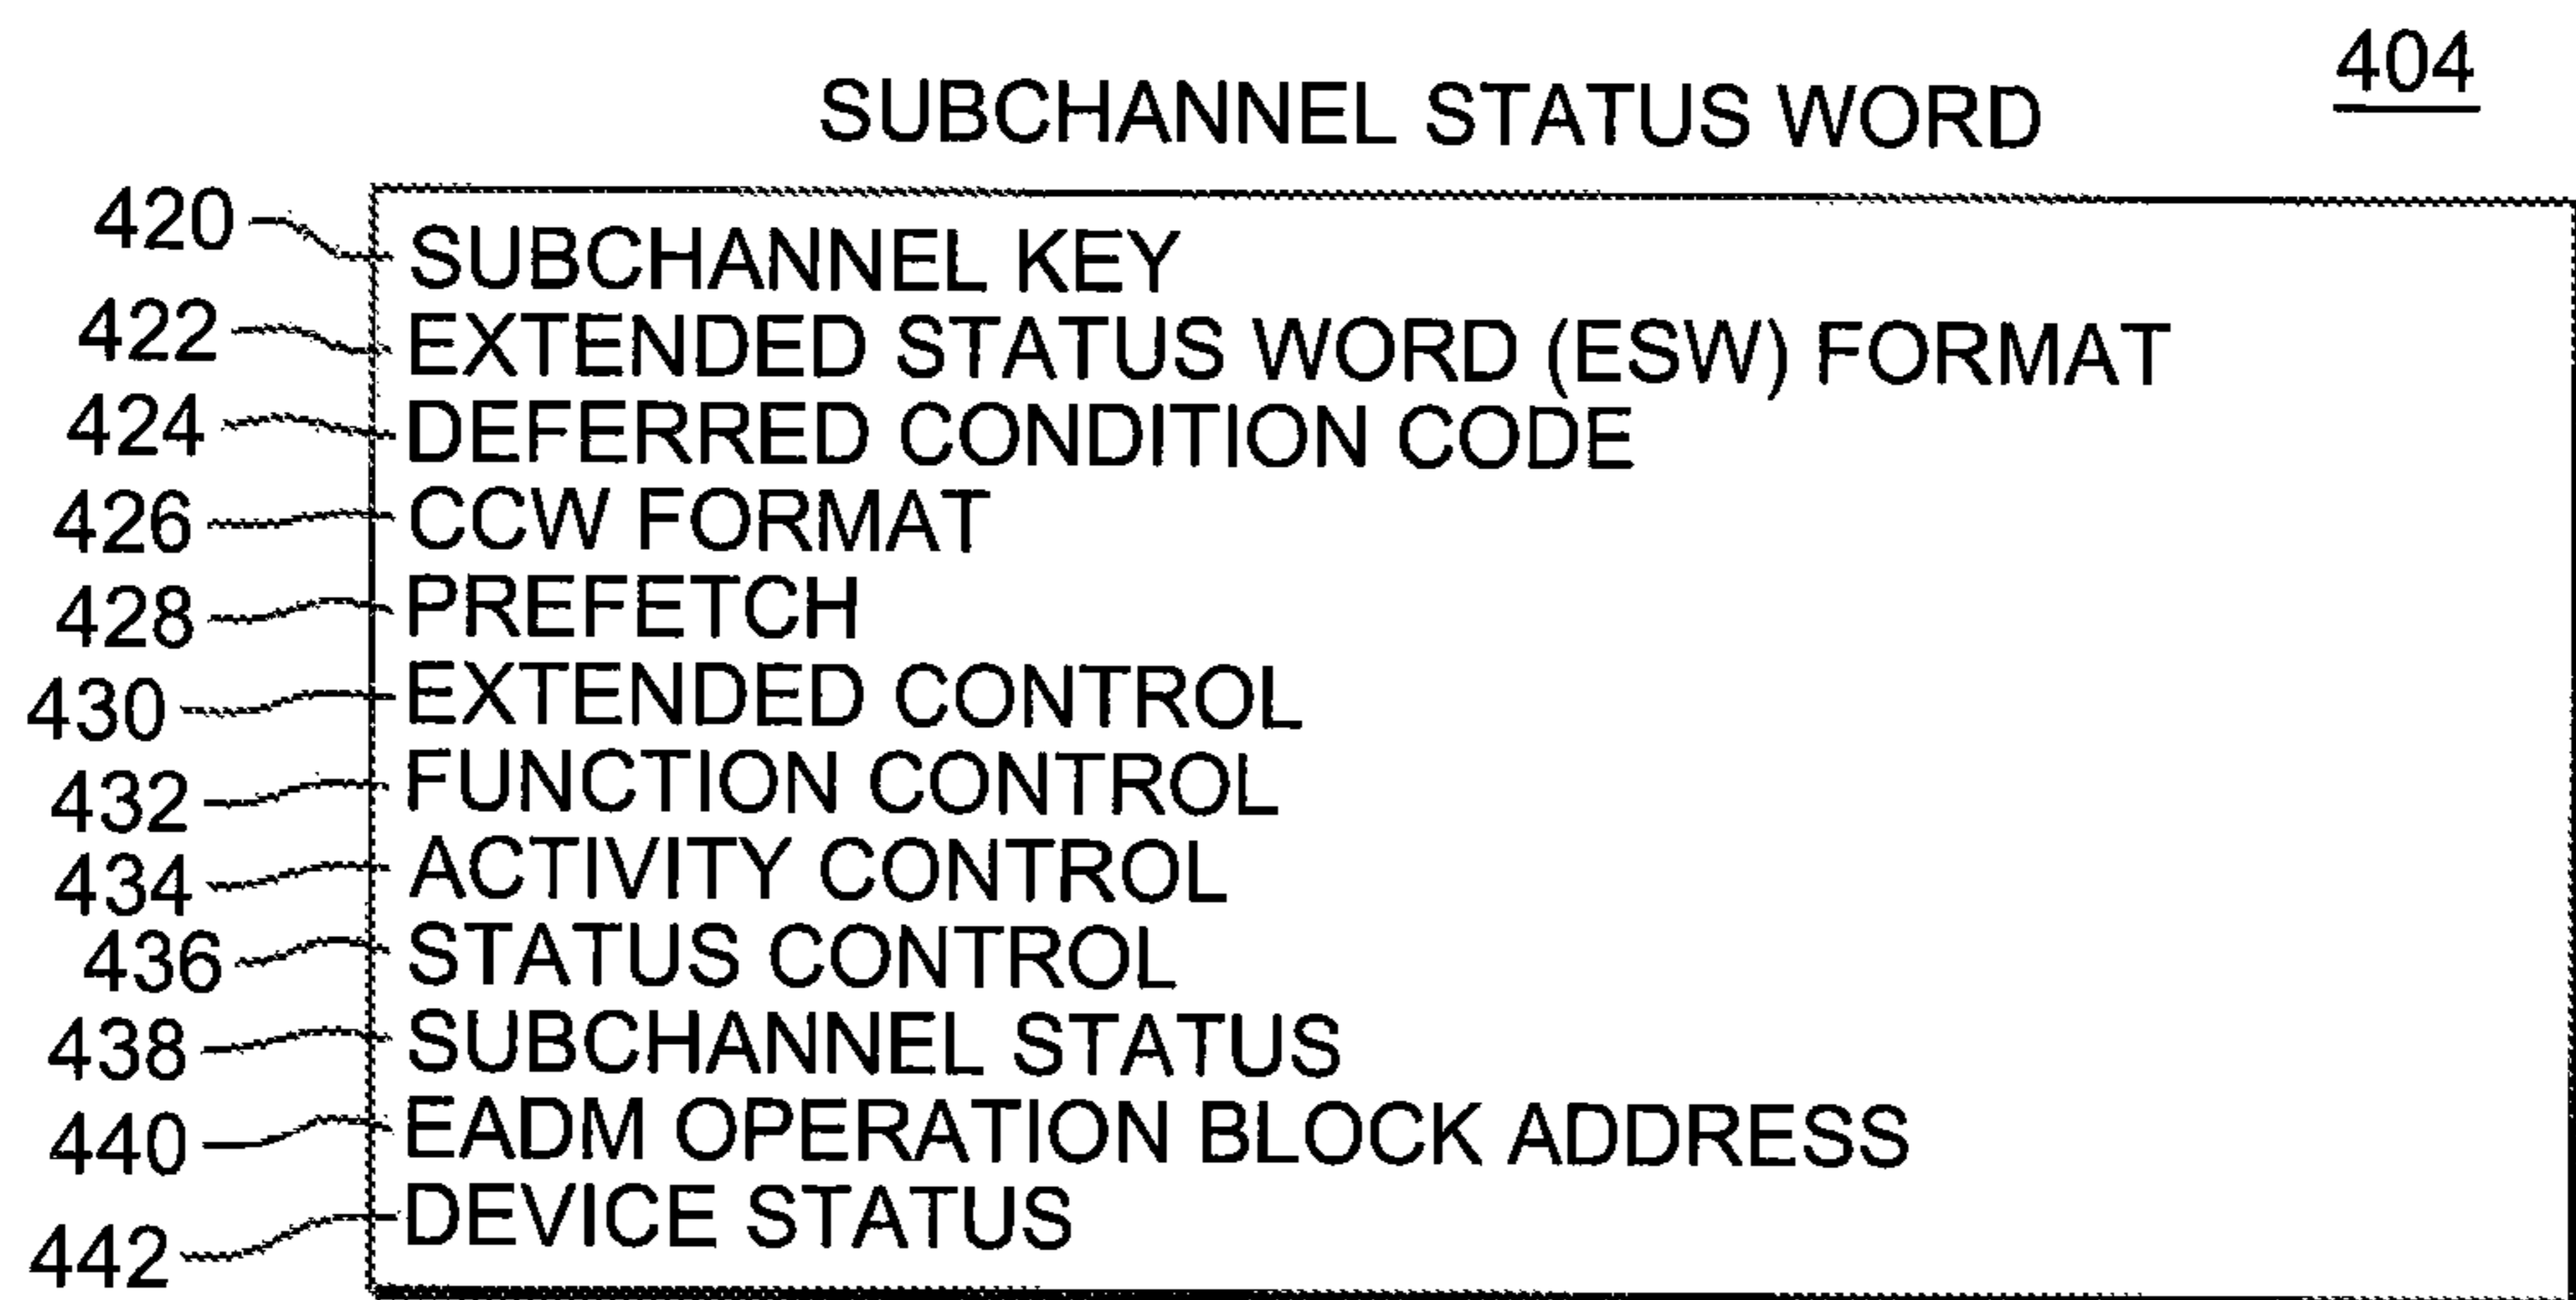 404
SUBCHANNEL STATUS WORD
420 SUBCHANNEL KEY
422 EXTENDED STATUS WORD (ESW) FORMAT
424 DEFERRED CONDITION CODE
426 CCW FORMAT
428 PREFETCH
430 EXTENDED CONTROL
432 FUNCTION CONTROL
434 ACTIVITY CONTROL
436 STATUS CONTROL
438 SUBCHANNEL STATUS
440 EADM OPERATION BLOCK ADDRESS
442 DEVICE STATUS